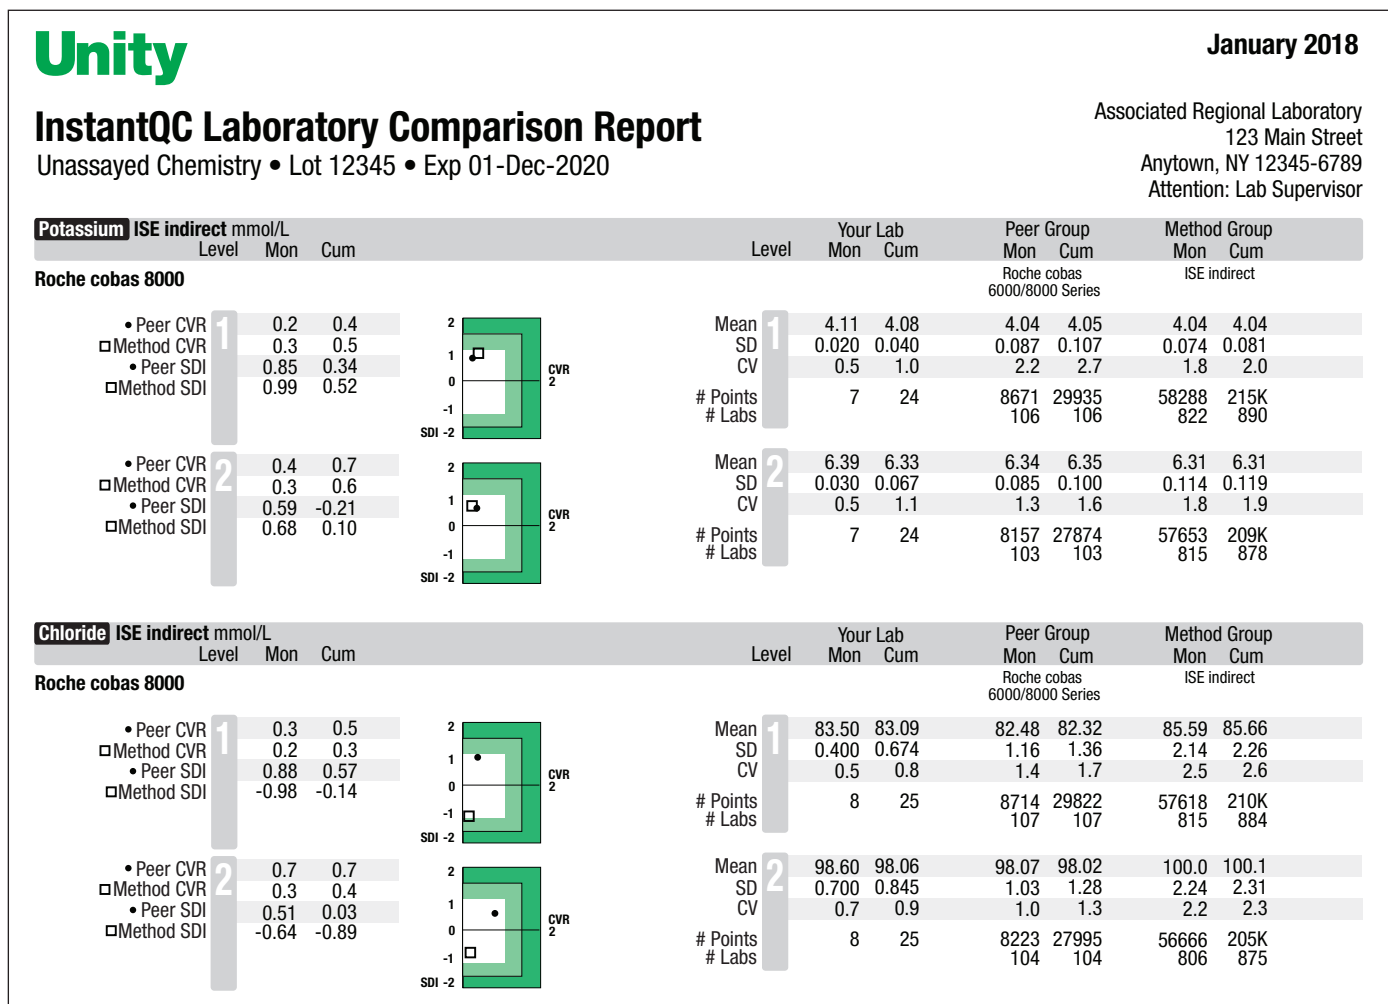 Unity
January 2018
InstantQC Laboratory Comparison Report
Unassayed Chemistry • Lot 12345 • Exp 01-Dec-2020
Associated Regional Laboratory
123 Main Street
Anytown, NY 12345-6789
Attention: Lab Supervisor
Potassium ISE indirect mmol/L
Your Lab Peer Group Method Group
Level Mon Cum Level Mon Cum Mon Cum Mon Cum
Roche cobas 8000
Roche cobas 6000/8000 Series
ISE indirect
1
• Peer CVR 0.2 0.4
□ Method CVR 0.3 0.5
• Peer SDI 0.85 0.34
□ Method SDI 0.99 0.52
2
1
0
-1
SDI -2
CVR
2
1
Mean 4.11 4.08 4.04 4.05 4.04 4.04
SD 0.020 0.040 0.087 0.107 0.074 0.081
CV 0.5 1.0 2.2 2.7 1.8 2.0
# Points 7 24 8671 29935 58288 215K
# Labs 106 106 822 890
2
• Peer CVR 0.4 0.7
□ Method CVR 0.3 0.6
• Peer SDI 0.59 -0.21
□ Method SDI 0.68 0.10
2
1
0
-1
SDI -2
CVR
2
2
Mean 6.39 6.33 6.34 6.35 6.31 6.31
SD 0.030 0.067 0.085 0.100 0.114 0.119
CV 0.5 1.1 1.3 1.6 1.8 1.9
# Points 7 24 8157 27874 57653 209K
# Labs 103 103 815 878
Chloride ISE indirect mmol/L
Your Lab Peer Group Method Group
Level Mon Cum Level Mon Cum Mon Cum Mon Cum
Roche cobas 8000
Roche cobas 6000/8000 Series
ISE indirect
1
• Peer CVR 0.3 0.5
□ Method CVR 0.2 0.3
• Peer SDI 0.88 0.57
□ Method SDI -0.98 -0.14
2
1
0
-1
SDI -2
CVR
2
1
Mean 83.50 83.09 82.48 82.32 85.59 85.66
SD 0.400 0.674 1.16 1.36 2.14 2.26
CV 0.5 0.8 1.4 1.7 2.5 2.6
# Points 8 25 8714 29822 57618 210K
# Labs 107 107 815 884
2
• Peer CVR 0.7 0.7
□ Method CVR 0.3 0.4
• Peer SDI 0.51 0.03
□ Method SDI -0.64 -0.89
2
1
0
-1
SDI -2
CVR
2
2
Mean 98.60 98.06 98.07 98.02 100.0 100.1
SD 0.700 0.845 1.03 1.28 2.24 2.31
CV 0.7 0.9 1.0 1.3 2.2 2.3
# Points 8 25 8223 27995 56666 205K
# Labs 104 104 806 875